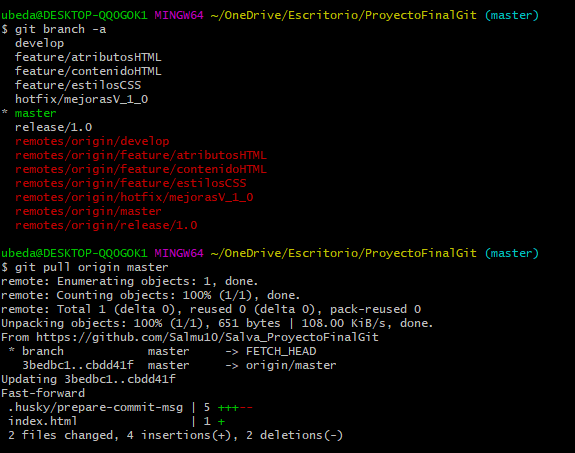 ubeda@DESKTOP-QQ0GOK1 MINGW64 ~/OneDrive/Escritorio/ProyectoFinalGit (master)
$ git branch -a
  develop
  feature/atributosHTML
  feature/contenidoHTML
  feature/estilosCSS
  hotfix/mejorasV_1_0
* master
  release/1.0
  remotes/origin/develop
  remotes/origin/feature/atributosHTML
  remotes/origin/feature/contenidoHTML
  remotes/origin/feature/estilosCSS
  remotes/origin/hotfix/mejorasV_1_0
  remotes/origin/master
  remotes/origin/release/1.0
ubeda@DESKTOP-QQ0GOK1 MINGW64 ~/OneDrive/Escritorio/ProyectoFinalGit (master)
$ git pull origin master
remote: Enumerating objects: 1, done.
remote: Counting objects: 100% (1/1), done.
remote: Total 1 (delta 0), reused 0 (delta 0), pack-reused 0
Unpacking objects: 100% (1/1), 651 bytes | 108.00 KiB/s, done.
From https://github.com/Salmu10/Salva_ProyectoFinalGit
 * branch            master     -> FETCH_HEAD
   3bedbc1..cbdd41f  master     -> origin/master
Updating 3bedbc1..cbdd41f
Fast-forward
 .husky/prepare-commit-msg | 5 +++--
 index.html                | 1 +
 2 files changed, 4 insertions(+), 2 deletions(-)